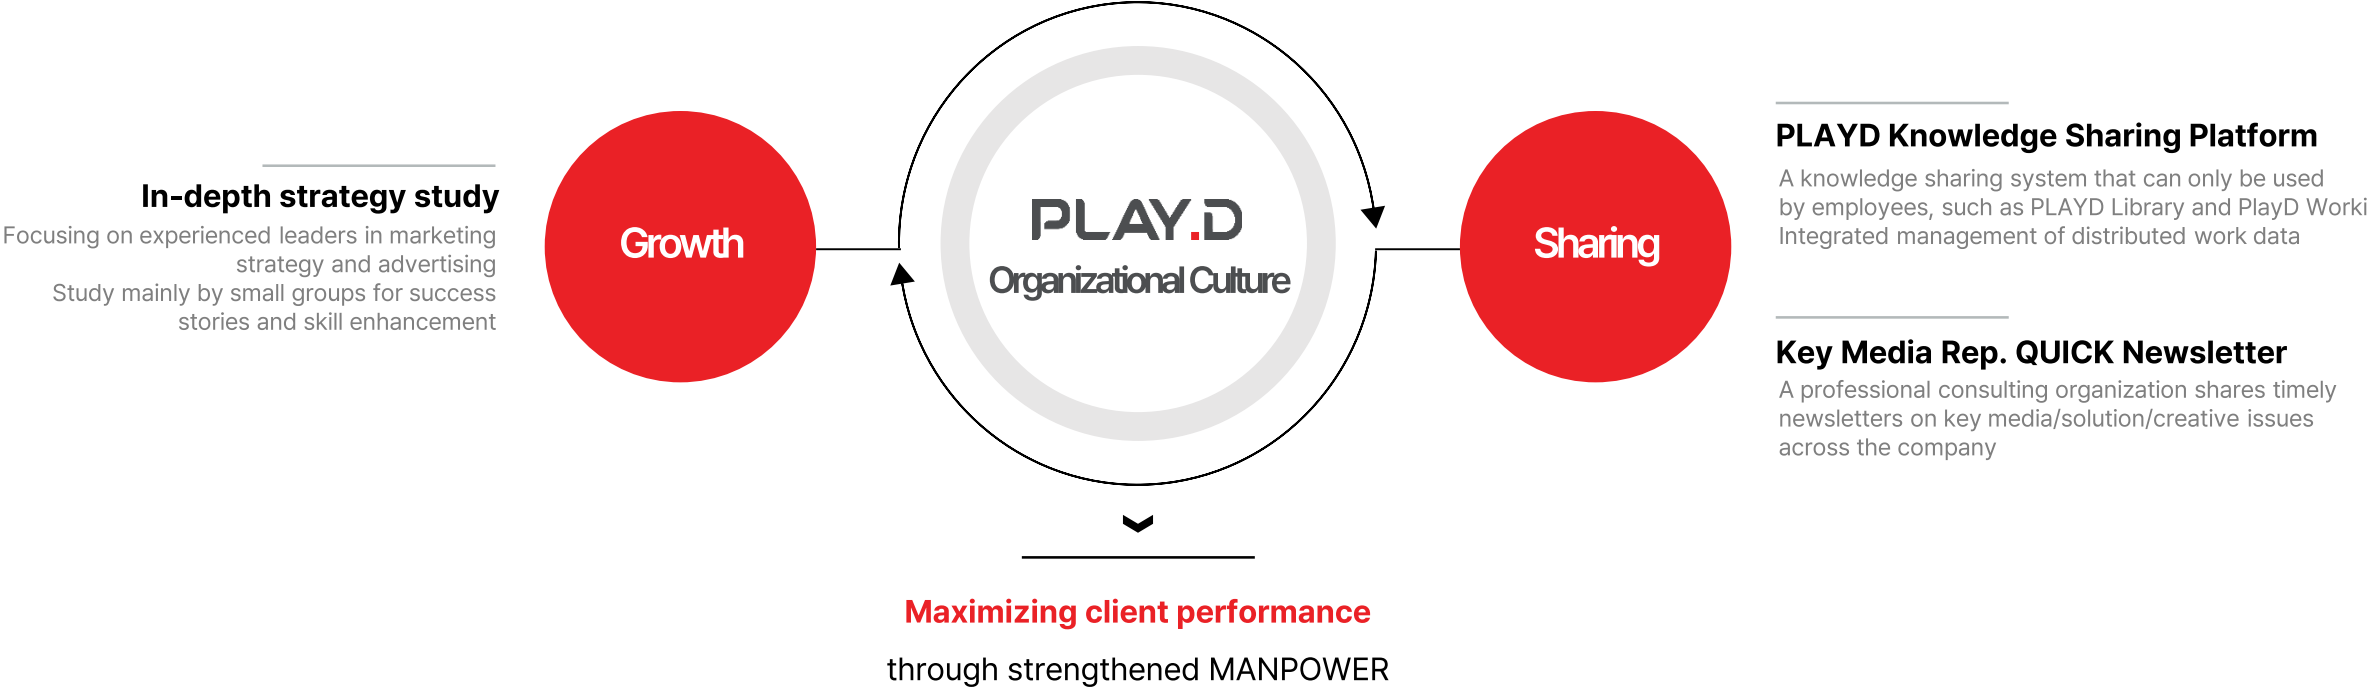 In-depth strategy study
Focusing on experienced leaders in marketing
strategy and advertising
Study mainly by small groups for success
stories and skill enhancement
Growth
PLAY.D
Organizational Culture
Sharing
PLAYD Knowledge Sharing Platform
A knowledge sharing system that can only be used
by employees, such as PLAYD Library and PlayD Worki
Integrated management of distributed work data
Key Media Rep. QUICK Newsletter
A professional consulting organization shares timely
newsletters on key media/solution/creative issues
across the company
Maximizing client performance
through strengthened MANPOWER